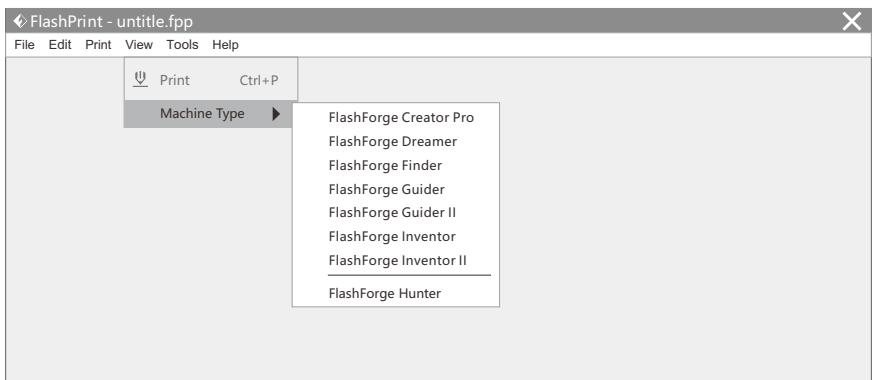 FlashPrint - untitle.fpp
File Edit Print View Tools Help
Print Ctrl+P
Machine Type
FlashForge Creator Pro
FlashForge Dreamer
FlashForge Finder
FlashForge Guider
FlashForge Guider II
FlashForge Inventor
FlashForge Inventor II
FlashForge Hunter